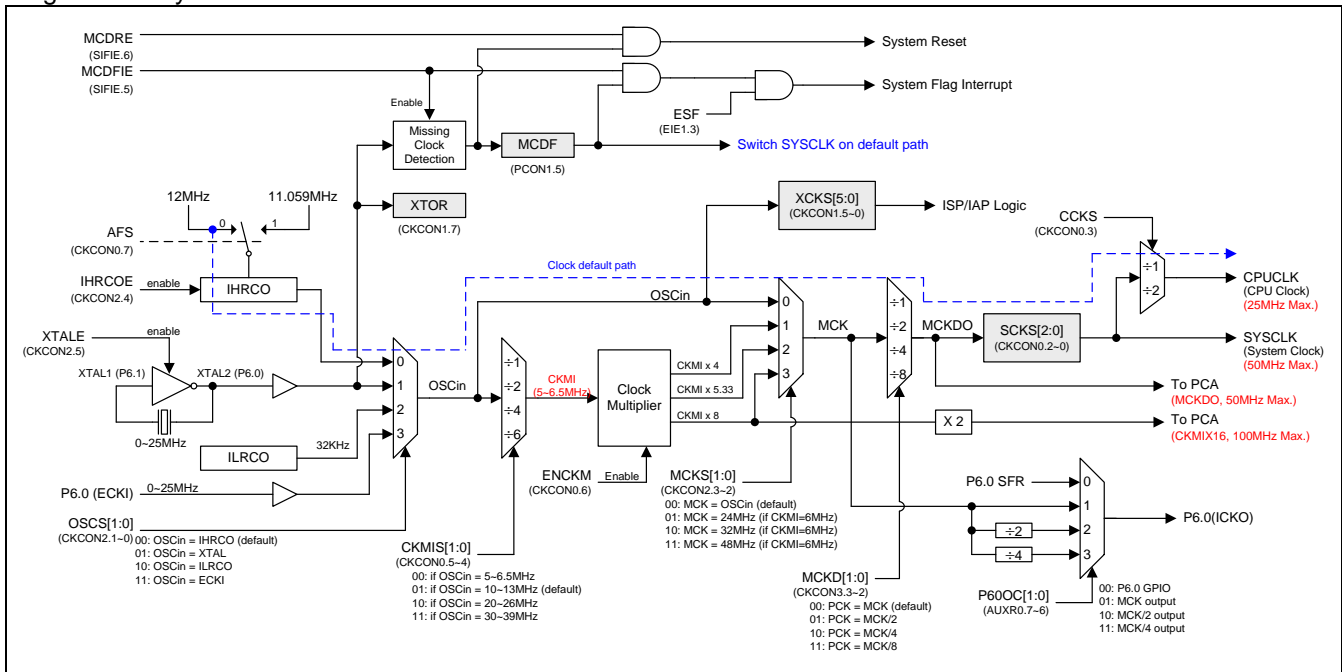 MCDRE
(SIFIE.6)
MCDFIE
(SIFIE.5)
System Reset
System Flag Interrupt
ESF
(EIE1.3)
Enable
Missing
Clock
Detection
MCDF
(PCON1.5)
Switch SYSCLK on default path
XTOR
(CKCON1.7)
XCKS[5:0]
(CKCON1.5~0)
ISP/IAP Logic
12MHz
11.059MHz
0
1
AFS
(CKCON0.7)
IHRCOE
(CKCON2.4)
enable
IHRCO
CCKS
(CKCON0.3)
÷1
÷2
CPUCLK
(CPU Clock)
(25MHz Max.)
Clock default path
OSCin
XTALE
(CKCON2.5)
enable
XTAL1 (P6.1)
XTAL2 (P6.0)
0~25MHz
ILRCO
32KHz
P6.0 (ECKI)
0~25MHz
0
1
2
3
OSCin
OSCS[1:0]
(CKCON2.1~0)
00: OSCin = IHRCO (default)
01: OSCin = XTAL
10: OSCin = ILRCO
11: OSCin = ECKI
÷1
÷2
÷4
÷6
CKMI
(5~6.5MHz)
CKMIS[1:0]
(CKCON0.5~4)
00: if OSCin = 5~6.5MHz
01: if OSCin = 10~13MHz (default)
10: if OSCin = 20~26MHz
11: if OSCin = 30~39MHz
Clock
Multiplier
CKMI x 4
CKMI x 5.33
CKMI x 8
ENCKM
(CKCON0.6)
Enable
0
1
2
3
MCK
MCKS[1:0]
(CKCON2.3~2)
00: MCK = OSCin (default)
01: MCK = 24MHz (if CKMI=6MHz)
10: MCK = 32MHz (if CKMI=6MHz)
11: MCK = 48MHz (if CKMI=6MHz)
÷1
÷2
÷4
÷8
MCKDO
MCKD[1:0]
(CKCON3.3~2)
00: PCK = MCK (default)
01: PCK = MCK/2
10: PCK = MCK/4
11: PCK = MCK/8
SCKS[2:0]
(CKCON0.2~0)
SYSCLK
(System Clock)
(50MHz Max.)
To PCA
(MCKDO, 50MHz Max.)
X 2
To PCA
(CKMIX16, 100MHz Max.)
P6.0 SFR
0
1
2
3
÷2
÷4
P6.0(ICKO)
P60OC[1:0]
(AUXR0.7~6)
00: P6.0 GPIO
01: MCK output
10: MCK/2 output
11: MCK/4 output